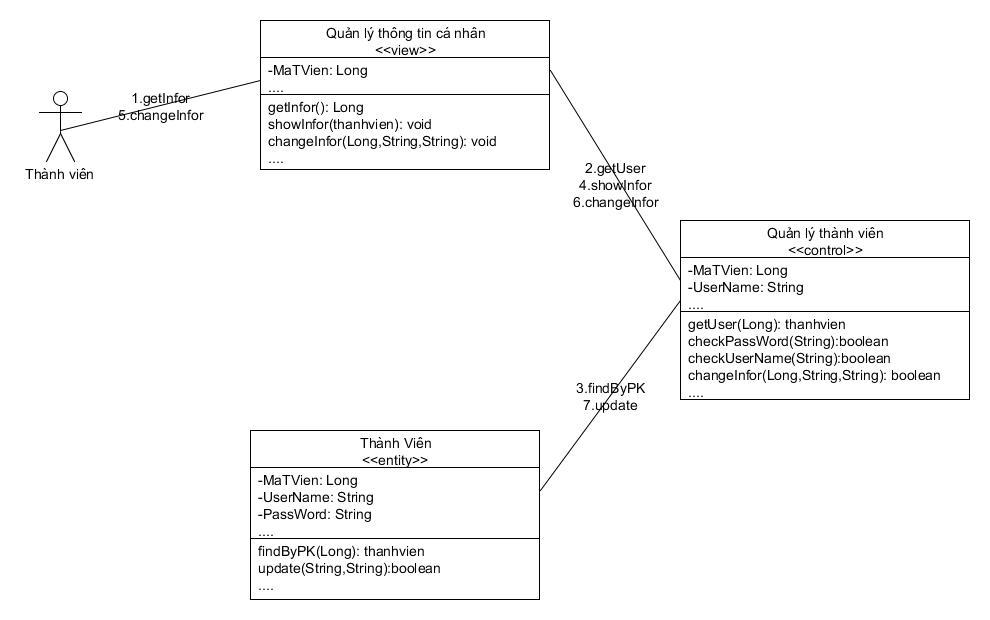 Quản lý thông tin cá nhân
<<view>>
-MaTVien: Long
....
getInfor(): Long
showInfor(thanhvien): void
changeInfor(Long,String,String): void
....
1.getInfor
5.changeInfor
Thành viên
2.getUser
4.showInfor
6.changeInfor
Quản lý thành viên
<<control>>
-MaTVien: Long
-UserName: String
....
getUser(Long): thanhvien
checkPassWord(String):boolean
checkUserName(String):boolean
changeInfor(Long,String,String): boolean
....
3.findByPK
7.update
Thành Viên
<<entity>>
-MaTVien: Long
-UserName: String
-PassWord: String
....
findByPK(Long): thanhvien
update(String,String):boolean
....